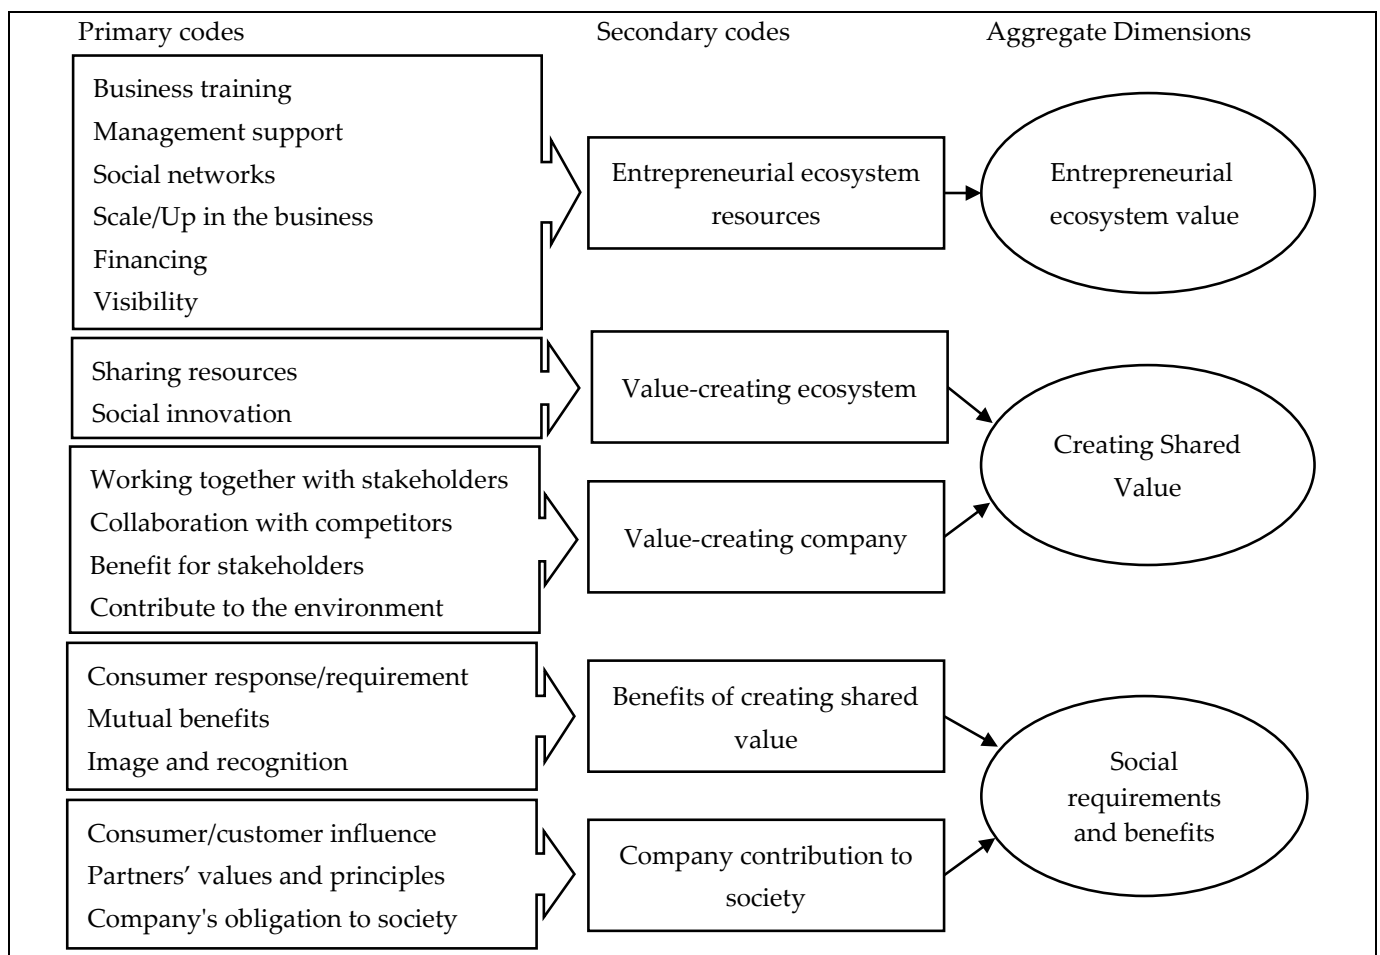 Primary codes
Secondary codes
Aggregate Dimensions
Business training
Management support
Social networks
Scale/Up in the business
Financing
Visibility
Entrepreneurial ecosystem
resources
Entrepreneurial
ecosystem value
Sharing resources
Social innovation
Value-creating ecosystem
Working together with stakeholders
Collaboration with competitors
Benefit for stakeholders
Contribute to the environment
Value-creating company
Creating Shared
Value
Consumer response/requirement
Mutual benefits
Image and recognition
Benefits of creating shared
value
Consumer/customer influence
Partners’ values and principles
Company's obligation to society
Company contribution to
society
Social
requirements
and benefits